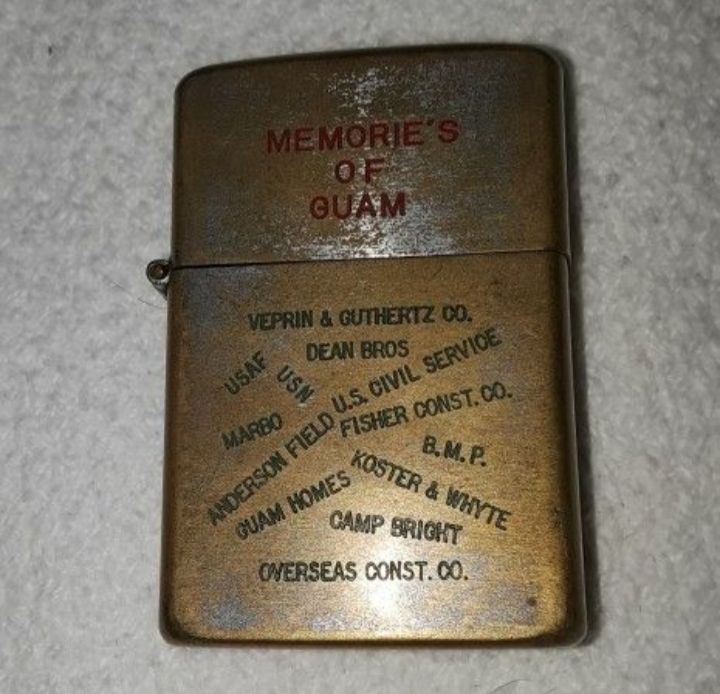 MEMORIE'S
OF
GUAM
VEPRIN & GUTHERTZ CO.
DEAN BROS
USAF
USN
U.S. CIVIL SERVICE
MARBO
FISHER CONST. CO.
ANDERSON FIELD
B.M.P.
GUAM HOMES
KOSTER & WHYTE
CAMP BRIGHT
OVERSEAS CONST. CO.